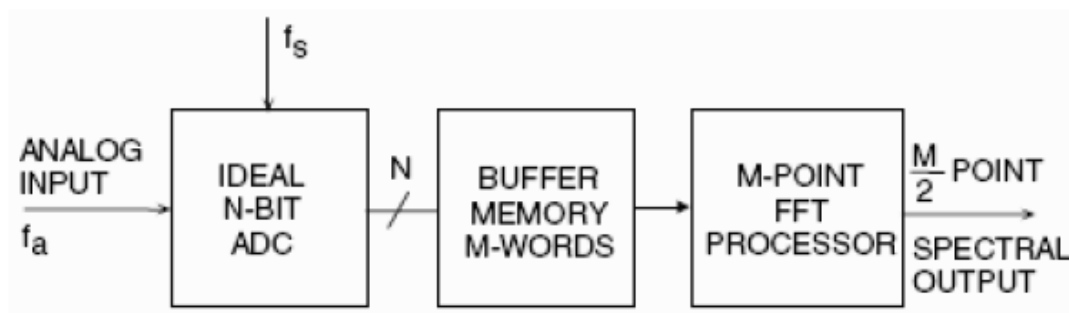 fs
ANALOG
INPUT
fa
IDEAL
N-BIT
ADC
N
BUFFER
MEMORY
M-WORDS
M-POINT
FFT
PROCESSOR
M/2 POINT
SPECTRAL
OUTPUT